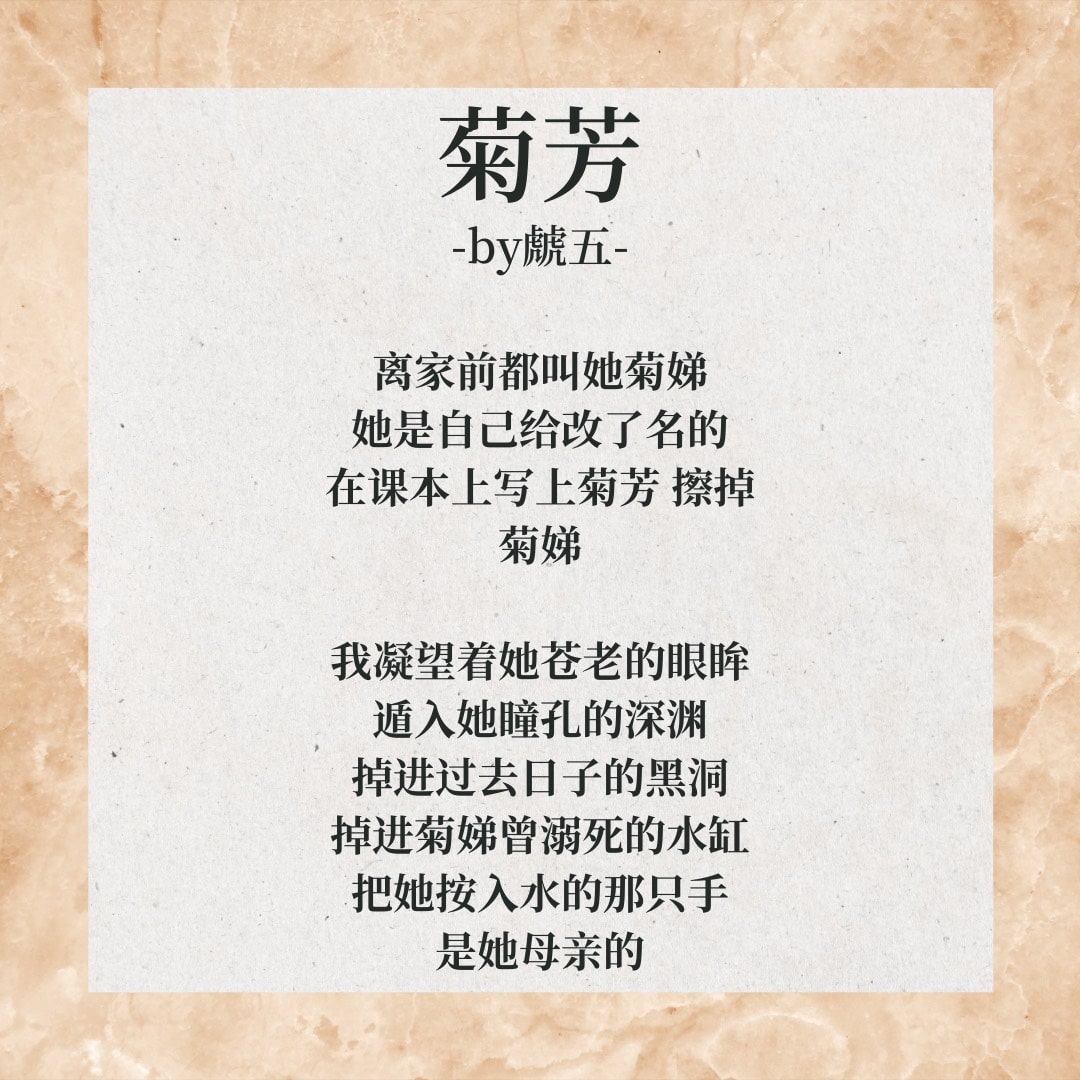 菊芳
-by虩五-
离家前都叫她菊娣
她是自己给改了名的
在课本上写上菊芳 擦掉
菊娣
我凝望着她苍老的眼眸
遁入她瞳孔的深渊
掉进过去日子的黑洞
掉进菊娣曾溺死的水缸
把她按入水的那只手
是她母亲的